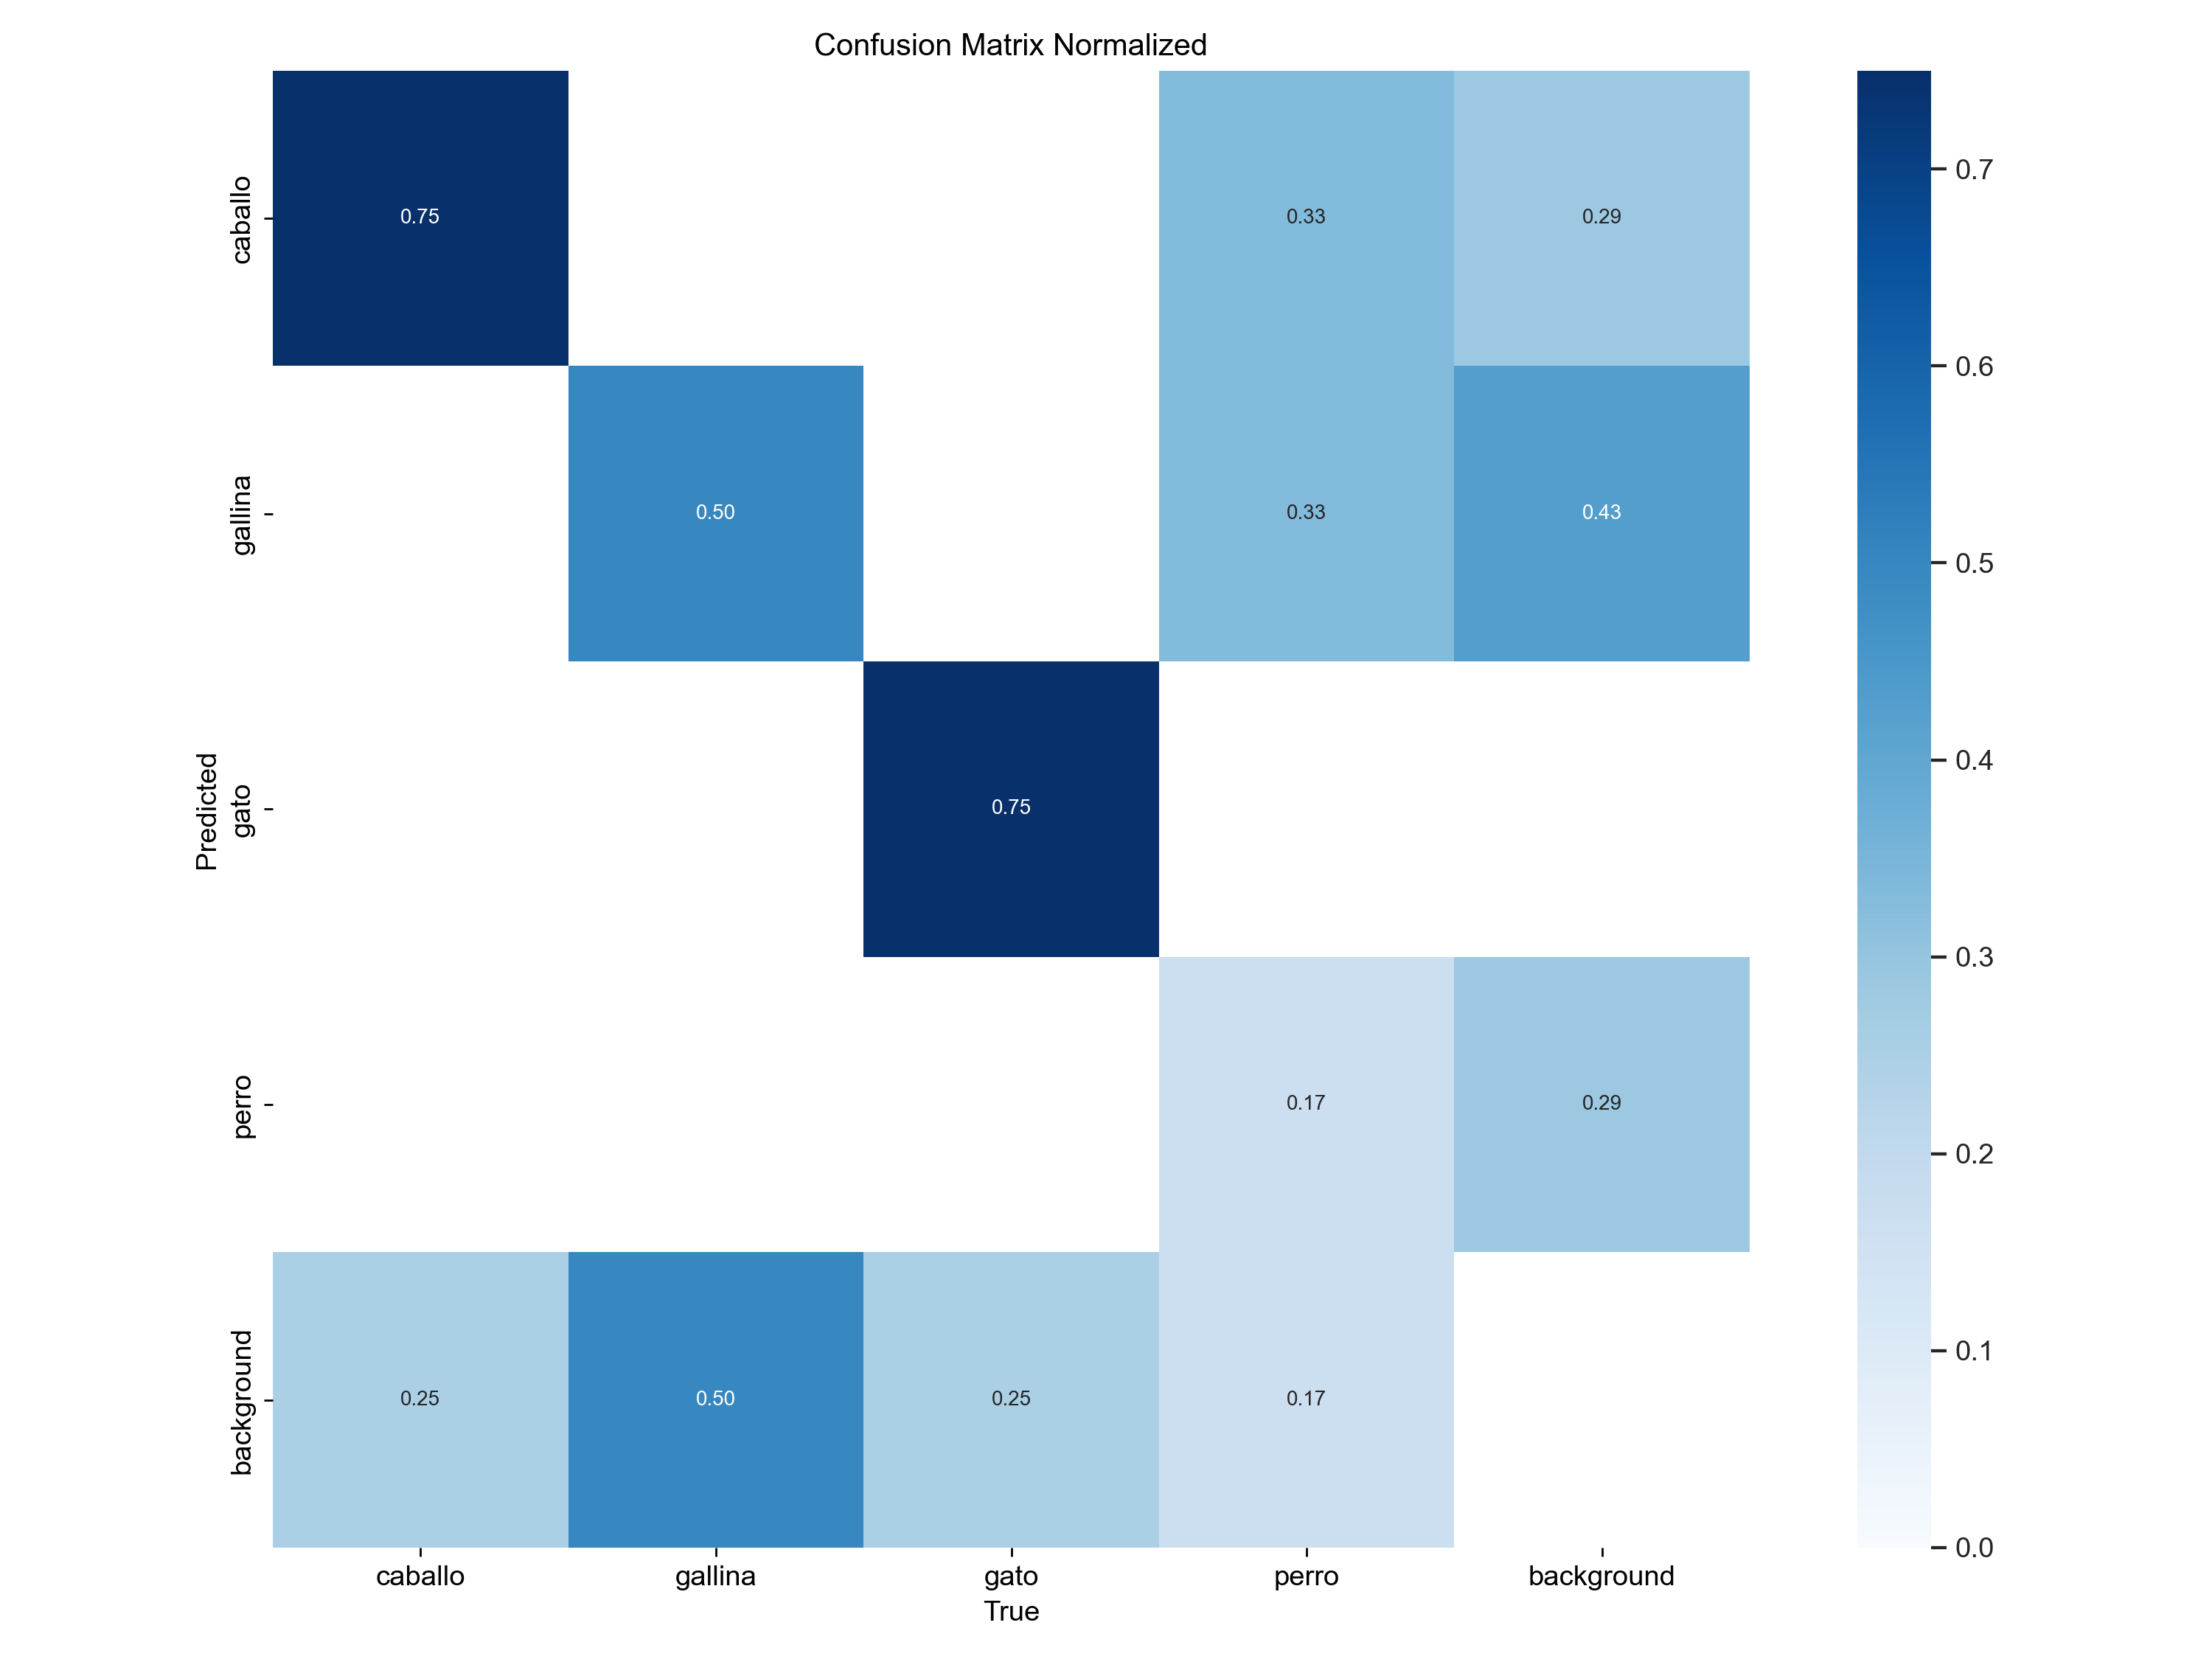 Confusion Matrix Normalized
caballo
0.75
0.33
0.29
0.7
gallina
0.50
0.33
0.43
0.6
0.5
Predicted
gato
0.75
0.4
0.3
perro
0.17
0.29
0.2
background
0.25
0.50
0.25
0.17
0.1
0.0
caballo
gallina
gato
perro
background
True